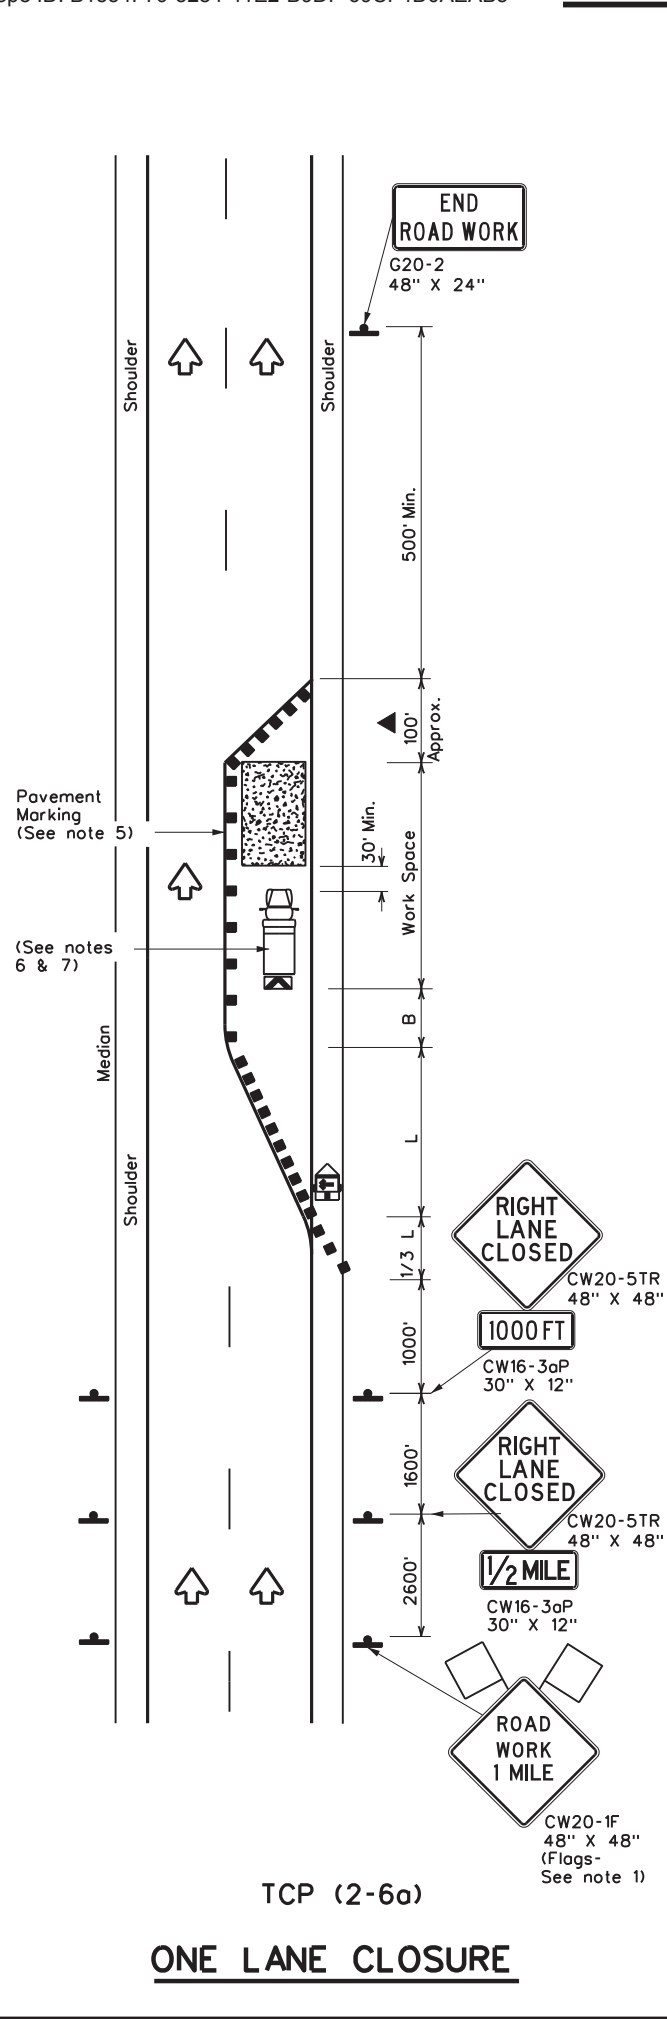 END
ROAD WORK
G20-2
48" X 24"
Shoulder
Shoulder
500' Min.
100'
Approx.
Pavement
Marking
(See note 5)
30' Min.
Work Space
(See notes
6 & 7)
B
Median
L
Shoulder
RIGHT
LANE
CLOSED
1/3 L
CW20-5TR
48" X 48"
1000 FT
1000'
CW16-3aP
30" X 12"
RIGHT
LANE
CLOSED
1600'
CW20-5TR
48" X 48"
1/2 MILE
2600'
CW16-3aP
30" X 12"
ROAD
WORK
1 MILE
CW20-1F
48" X 48"
(Flags-
See note 1)
TCP (2-6a)
ONE LANE CLOSURE